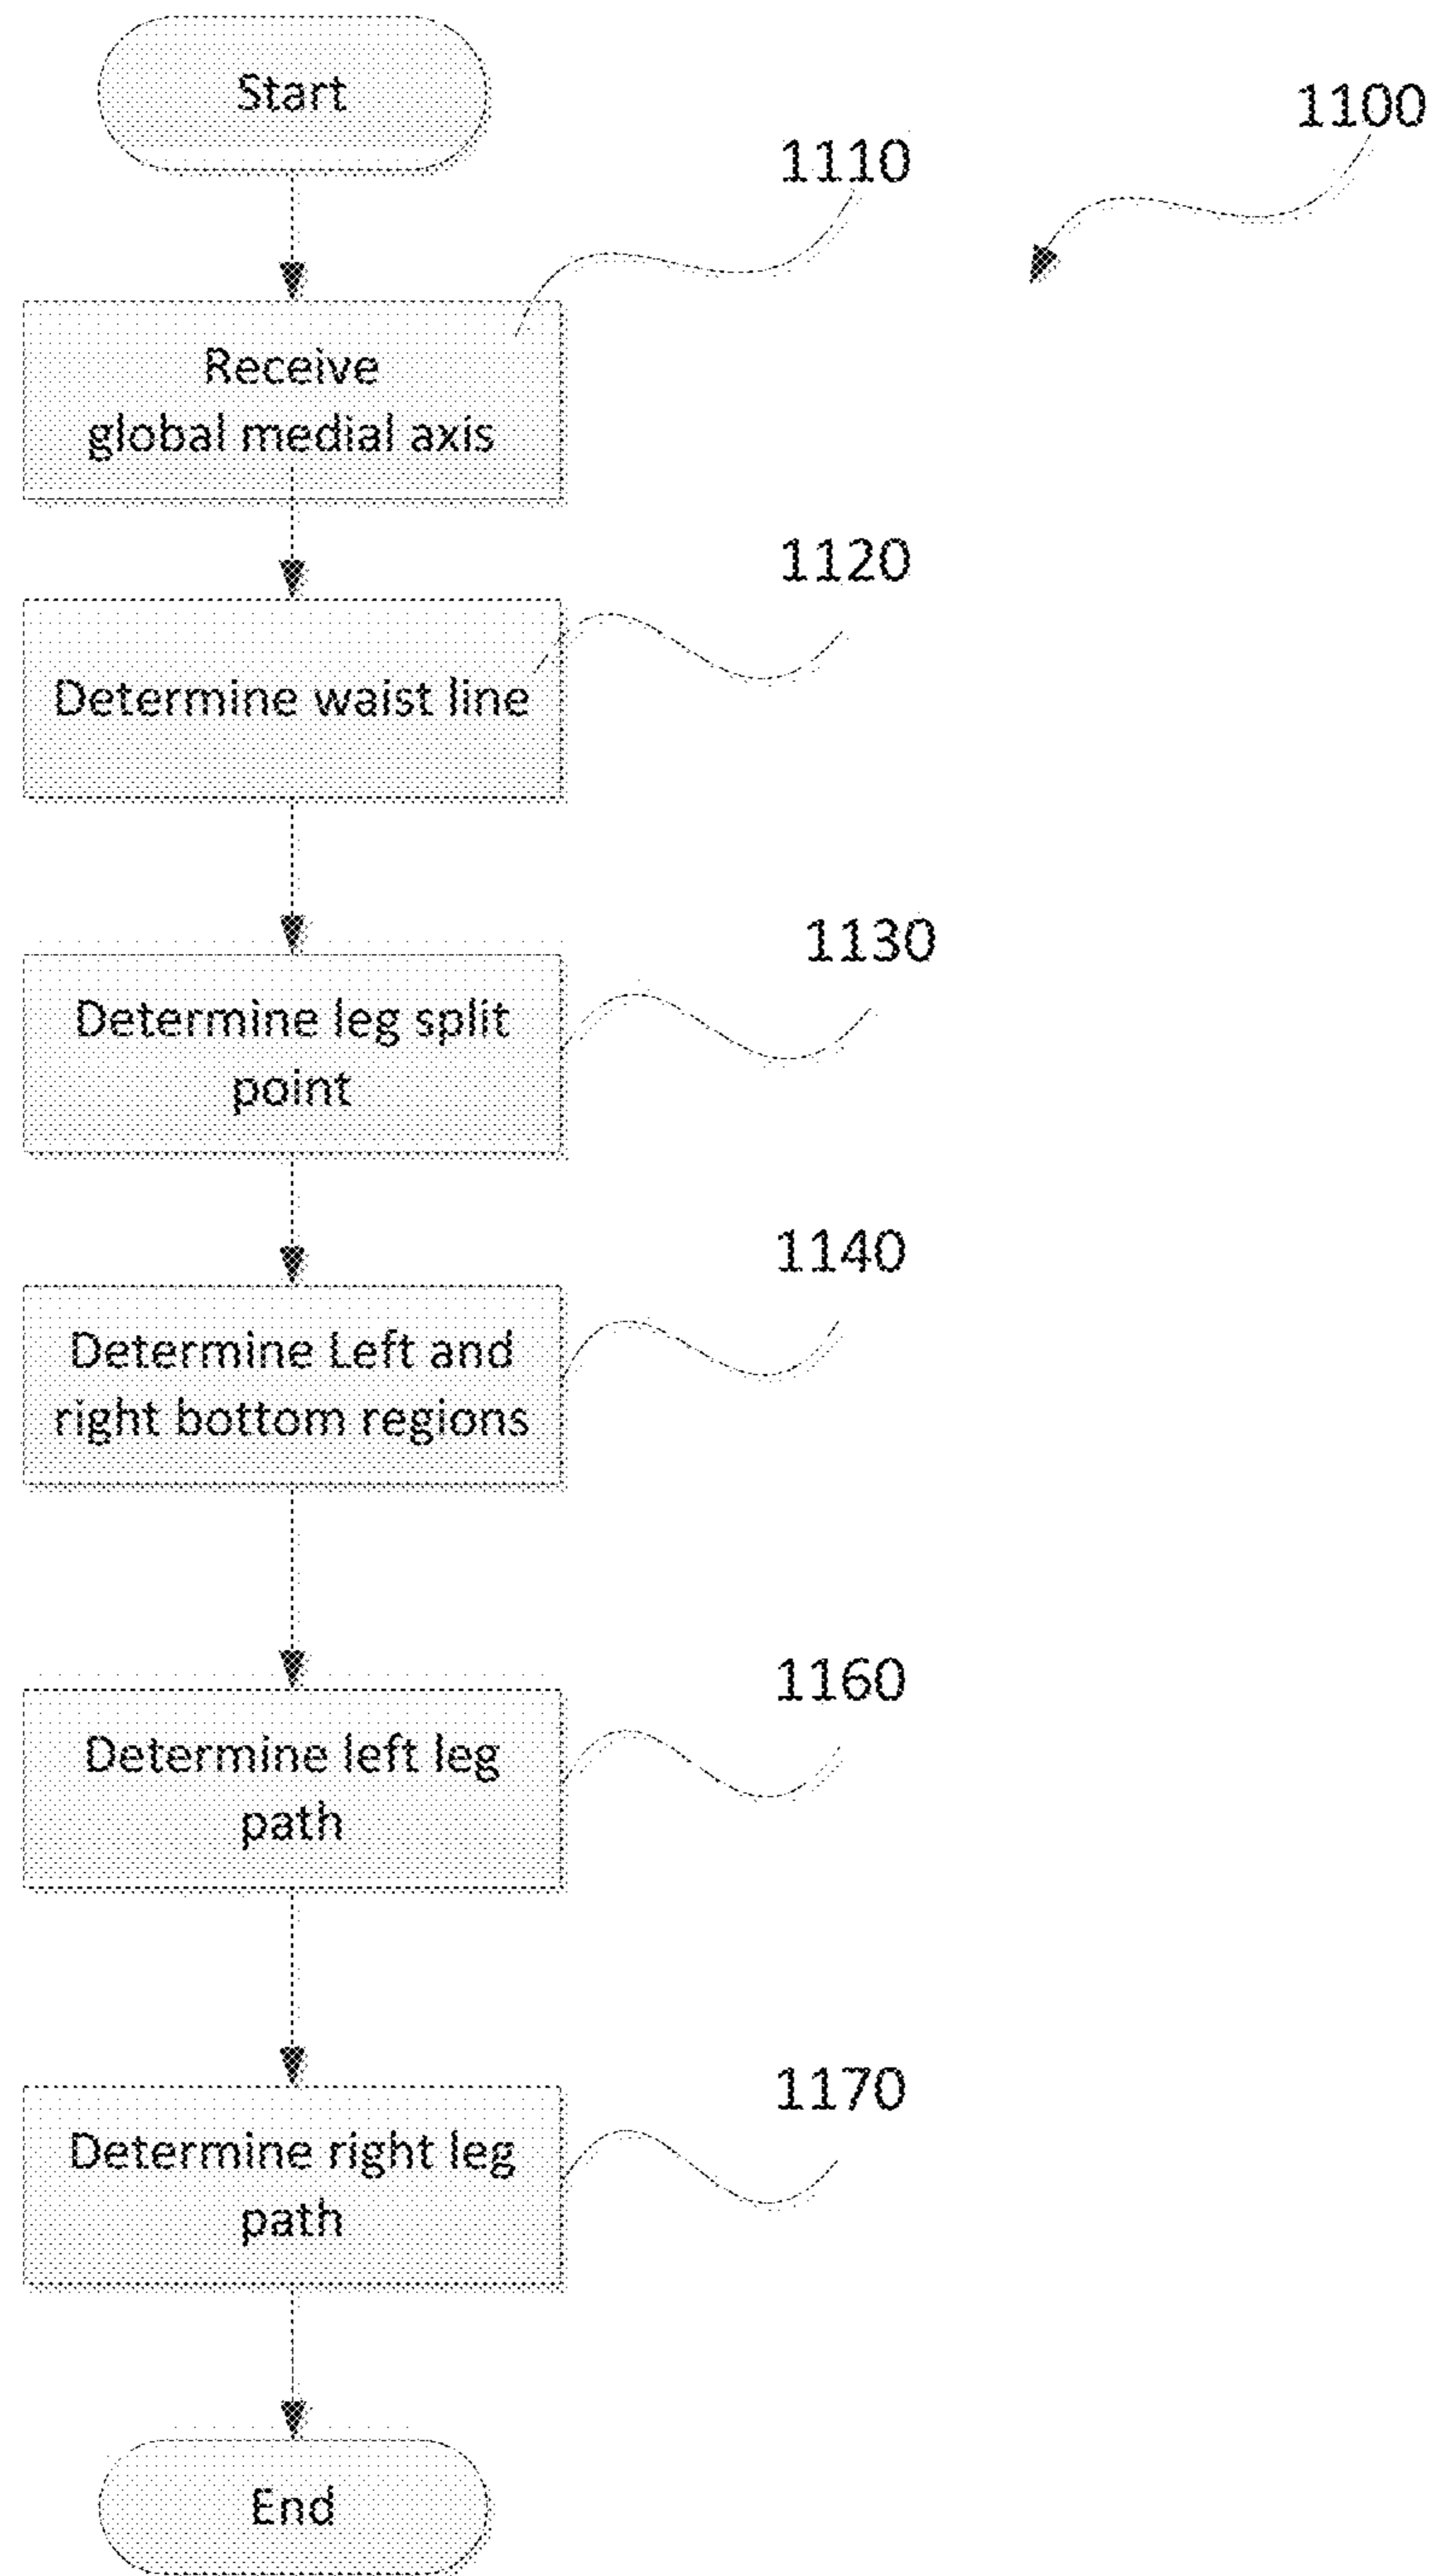 Start
1100
1110
Receive
global medial axis
1120
Determine waist line
1130
Determine leg split
point
1140
Determine Left and
right bottom regions
1160
Determine left leg
path
1170
Determine right leg
path
End